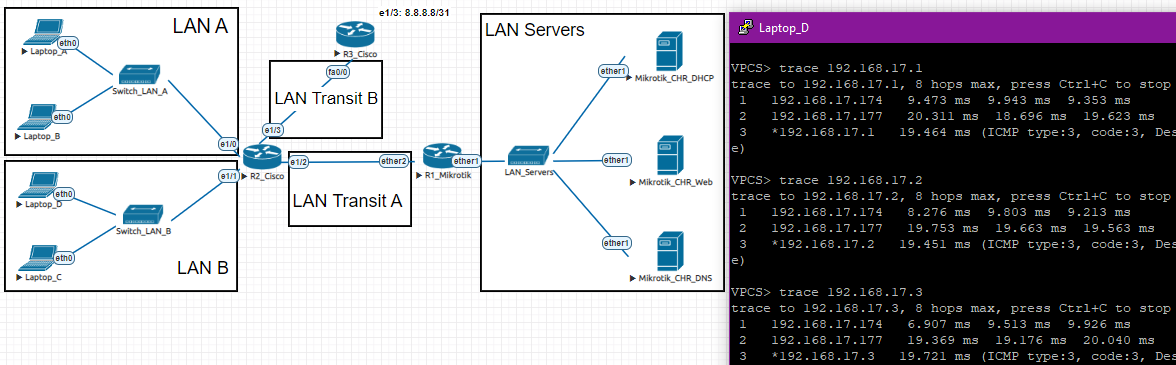 LAN A
eth0
Laptop_A
Switch_LAN_A
eth0
Laptop_B
e1/0
e1/3: 8.8.8.8/31
R3_Cisco
fa0/0
LAN Transit B
e1/3
R2_Cisco
e1/2
ether2
R1_Mikrotik
ether1
LAN Transit A
e1/1
Laptop_D
eth0
Switch_LAN_B
eth0
Laptop_C
LAN B
LAN Servers
ether1
Mikrotik_CHR_DHCP
LAN_Servers
ether1
Mikrotik_CHR_Web
ether1
Mikrotik_CHR_DNS
Laptop_D
VPCS> trace 192.168.17.1
trace to 192.168.17.1, 8 hops max, press Ctrl+C to stop
1 192.168.17.174 9.473 ms 9.943 ms 9.353 ms
2 192.168.17.177 20.311 ms 18.696 ms 19.623 ms
3 *192.168.17.1 19.464 ms (ICMP type:3, code:3, Des
e)
VPCS> trace 192.168.17.2
trace to 192.168.17.2, 8 hops max, press Ctrl+C to stop
1 192.168.17.174 8.276 ms 9.803 ms 9.213 ms
2 192.168.17.177 19.753 ms 19.663 ms 19.563 ms
3 *192.168.17.2 19.451 ms (ICMP type:3, code:3, Des
e)
VPCS> trace 192.168.17.3
trace to 192.168.17.3, 8 hops max, press Ctrl+C to stop
1 192.168.17.174 6.907 ms 9.513 ms 9.926 ms
2 192.168.17.177 19.369 ms 19.176 ms 20.040 ms
3 *192.168.17.3 19.721 ms (ICMP type:3, code:3, Des